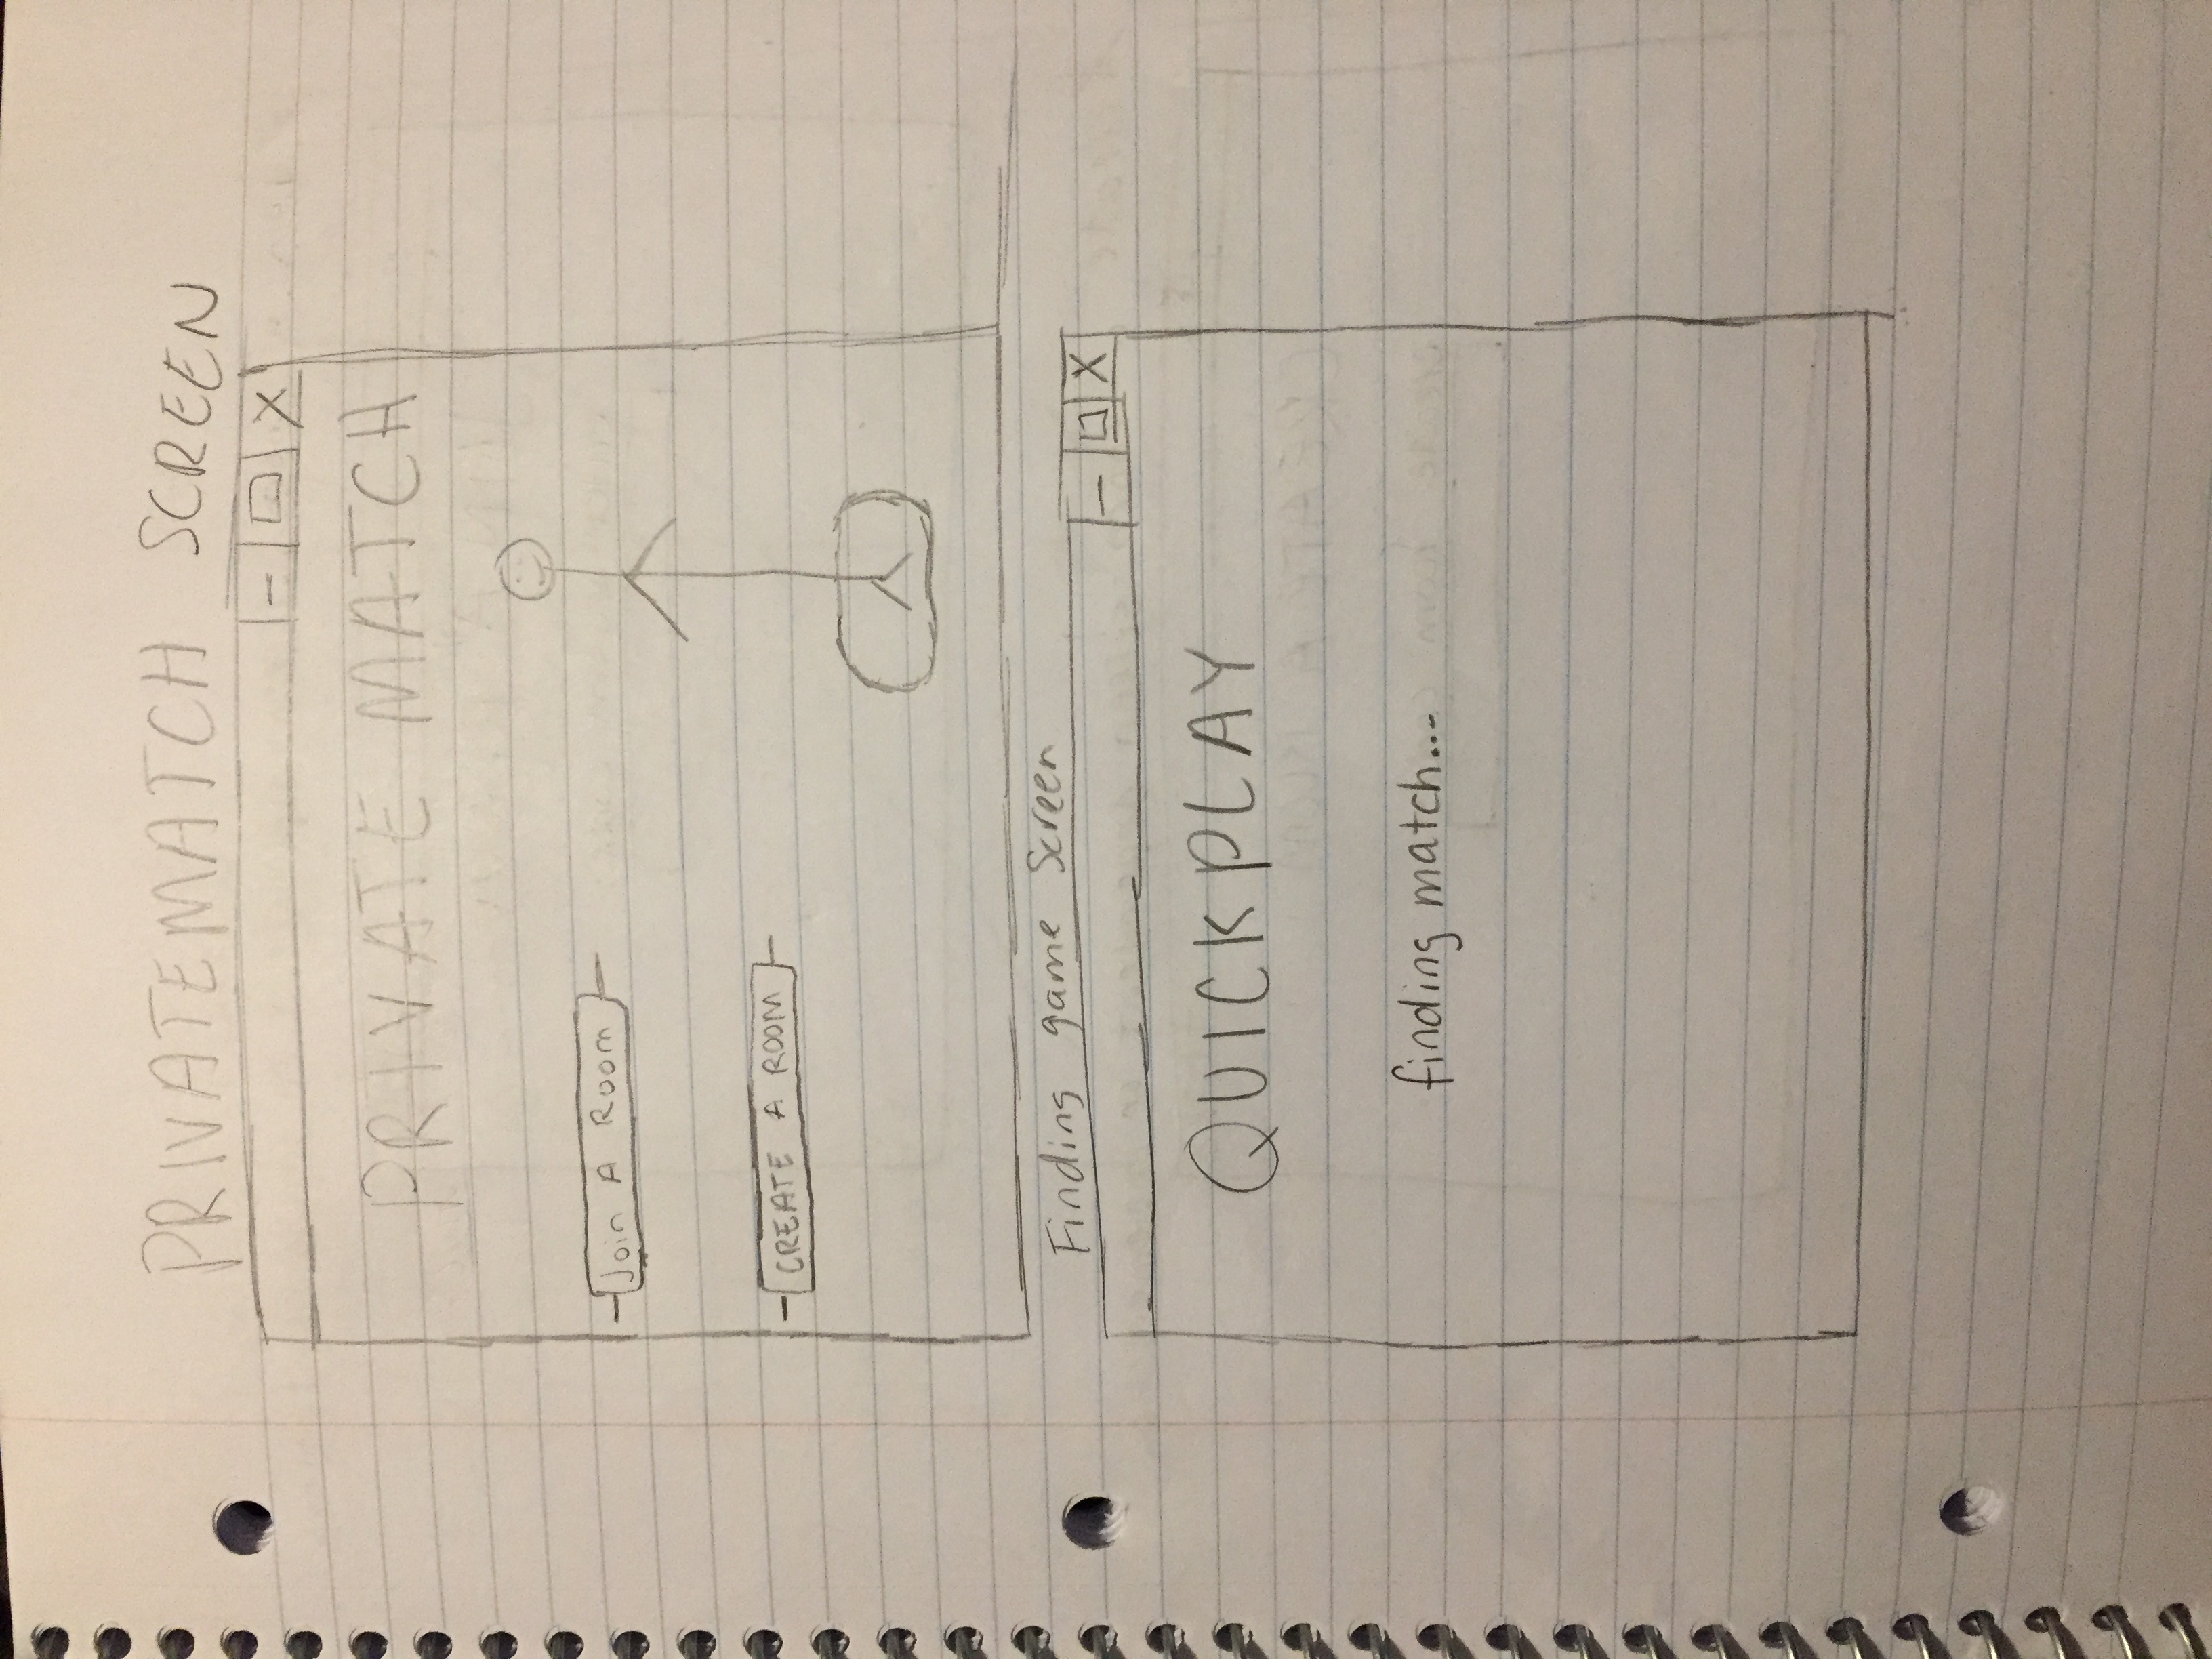 PRIVATEMATCH SCREEN
- □ X
PRIVATE MATCH
Join A Room
CREATE A ROOM
Finding game Screen
- □ X
QUICKPLAY
finding match...